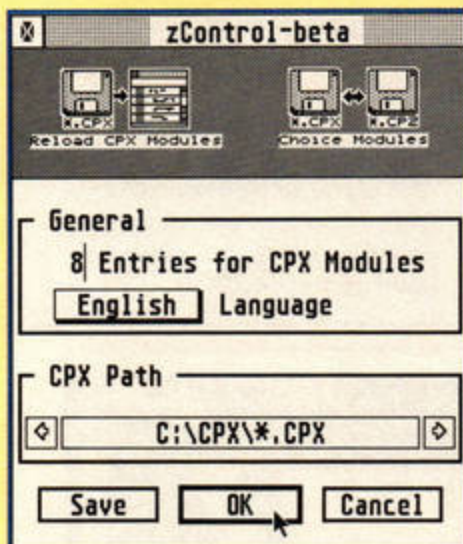 zControl-beta
*.CPX
*.CPX *.CPZ
Reload CPX Modules
Choice Modules
General
8 Entries for CPX Modules
English Language
CPX Path
C:\CPX\*.CPX
Save OK Cancel